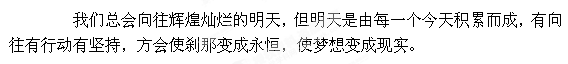 我们总会向往辉煌灿烂的明天，但明天是由每一个今天积累而成，有向
往有行动有坚持，方会使刹那变成永恒，使梦想变成现实。